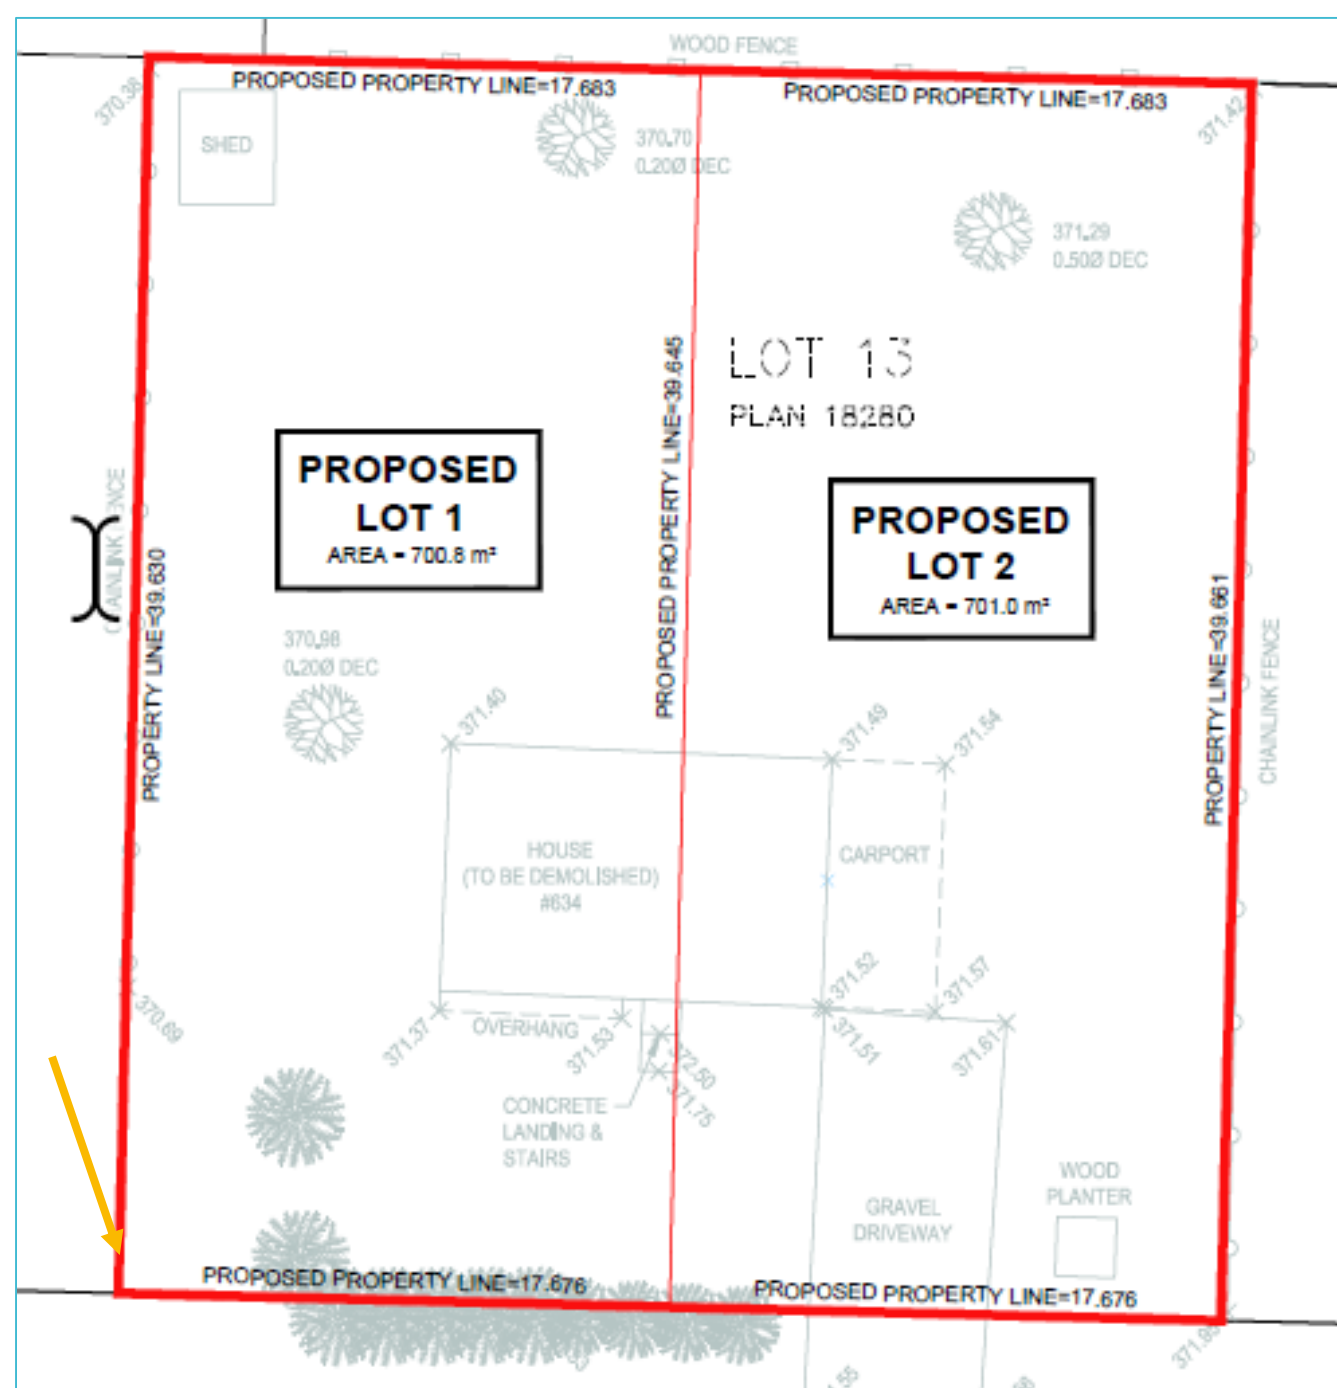 WOOD FENCE
PROPOSED PROPERTY LINE=17.683
PROPOSED PROPERTY LINE=17.683
370.38
371.42
SHED
370.70
0.20Ø DEC
371.29
0.50Ø DEC
LOT 13
PLAN 18280
PROPOSED PROPERTY LINE=39.645
PROPOSED
LOT 1
AREA = 700.8 m²
PROPOSED
LOT 2
AREA = 701.0 m²
CHAINLINK FENCE
PROPERTY LINE=39.630
PROPERTY LINE=39.661
CHAINLINK FENCE
370.98
0.20Ø DEC
371.40
371.49
371.54
HOUSE
(TO BE DEMOLISHED)
#634
CARPORT
371.52
371.57
370.69
371.37
OVERHANG
371.53
372.50
371.75
371.51
371.61
CONCRETE
LANDING &
STAIRS
WOOD
PLANTER
GRAVEL
DRIVEWAY
PROPOSED PROPERTY LINE=17.676
PROPOSED PROPERTY LINE=17.676